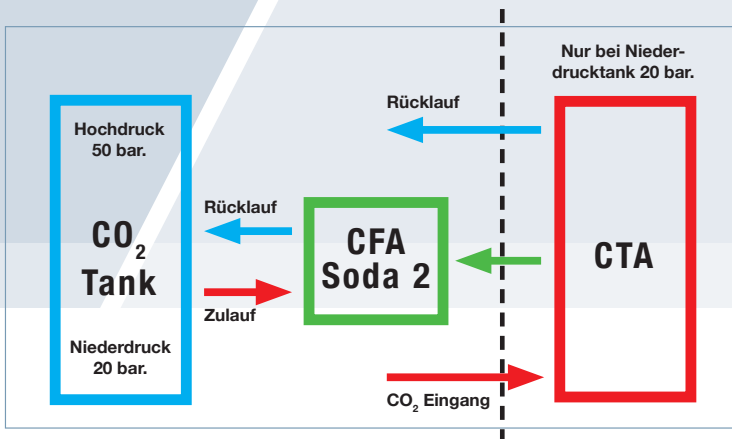 Nur bei Nieder-
drucktank 20 bar.
Rücklauf
Hochdruck
50 bar.
Rücklauf
CO₂
Tank
CFA
Soda 2
CTA
Zulauf
Niederdruck
20 bar.
CO₂ Eingang